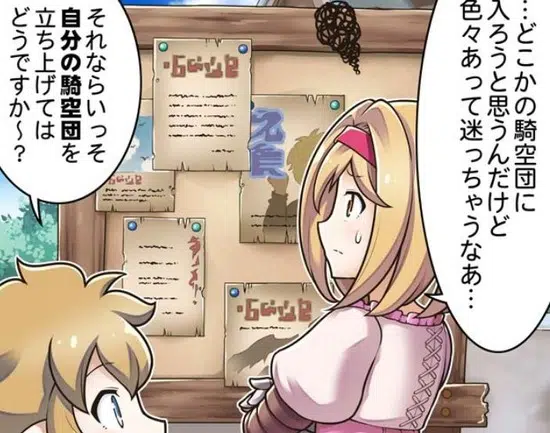 …どこかの騎空団に
入ろうと思うんだけど
色々あって迷っちゃうなあ…
それならいっそ
自分の騎空団を
立ち上げては
どうですか～？